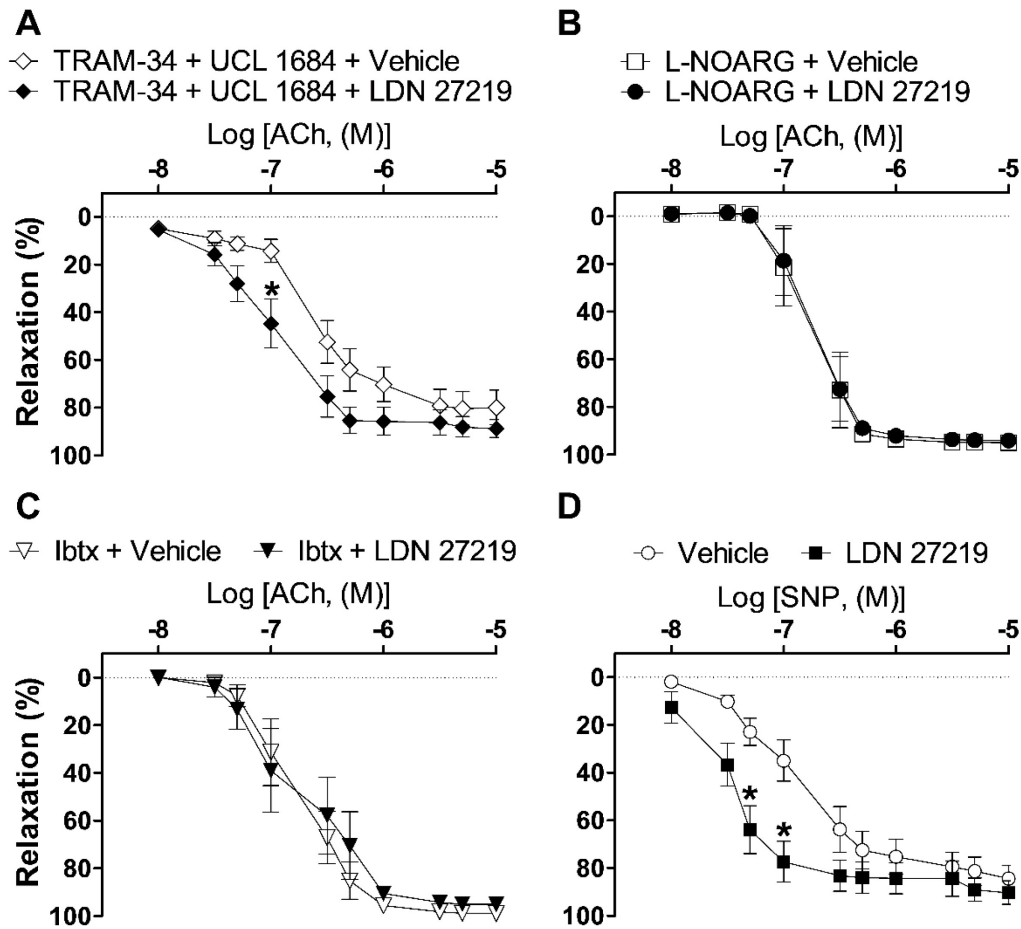 A
TRAM-34 + UCL 1684 + Vehicle
TRAM-34 + UCL 1684 + LDN 27219
Log [ACh, (M)]
-8 -7 -6 -5
Relaxation (%)
0
20
40
60
80
100
*
B
L-NOARG + Vehicle
L-NOARG + LDN 27219
Log [ACh, (M)]
-8 -7 -6 -5
0
20
40
60
80
100
C
Ibtx + Vehicle Ibtx + LDN 27219
Log [ACh, (M)]
-8 -7 -6 -5
Relaxation (%)
0
20
40
60
80
100
D
Vehicle LDN 27219
Log [SNP, (M)]
-8 -7 -6 -5
0
20
40
60
80
100
*
*